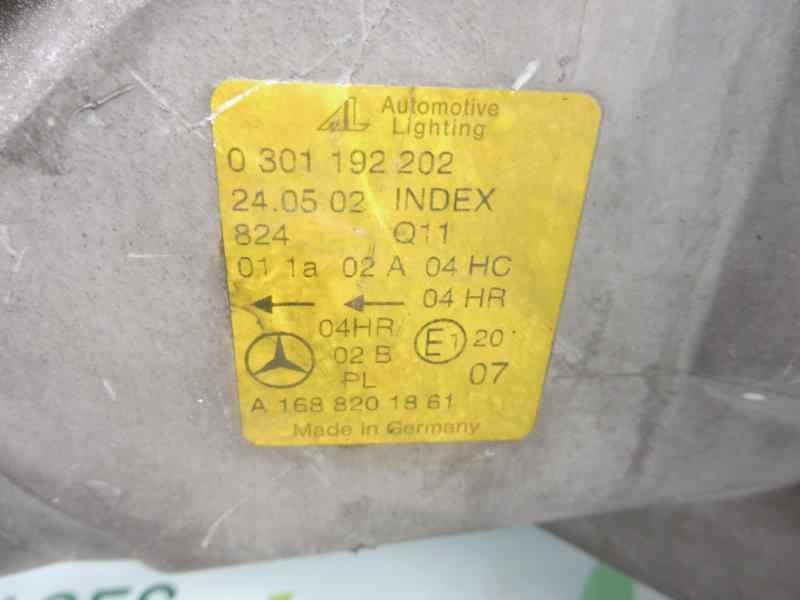 AL Automotive
Lighting
0 301 192 202
24.05 02 INDEX
824 Q11
01 1a 02 A 04 HC
← ← 04 HR
04HR/
02 B E1 20
PL 07
A 168 820 18 61
Made in Germany